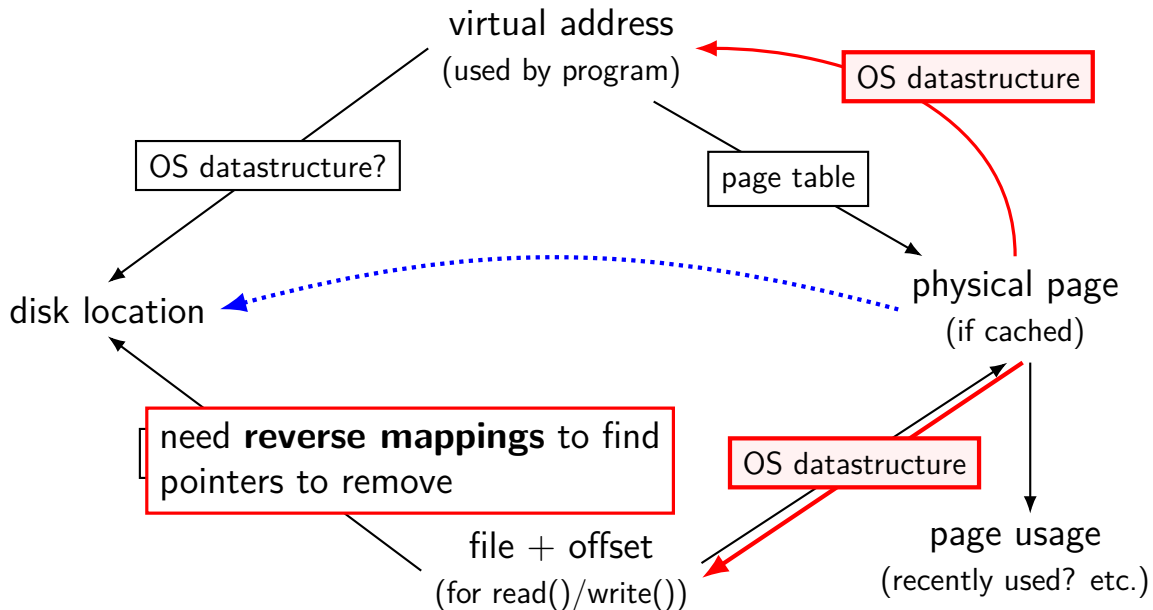 virtual address
(used by program)
OS datastructure
OS datastructure?
page table
disk location
physical page
(if cached)
need reverse mappings to find
pointers to remove
OS datastructure
file + offset
(for read()/write())
page usage
(recently used? etc.)